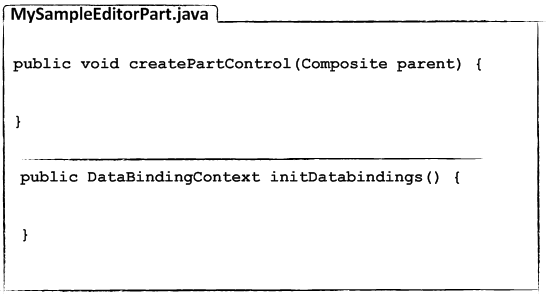 MySampleEditorPart.java
public void createPartControl(Composite parent) {
}
public DataBindingContext initDatabindings() {
}